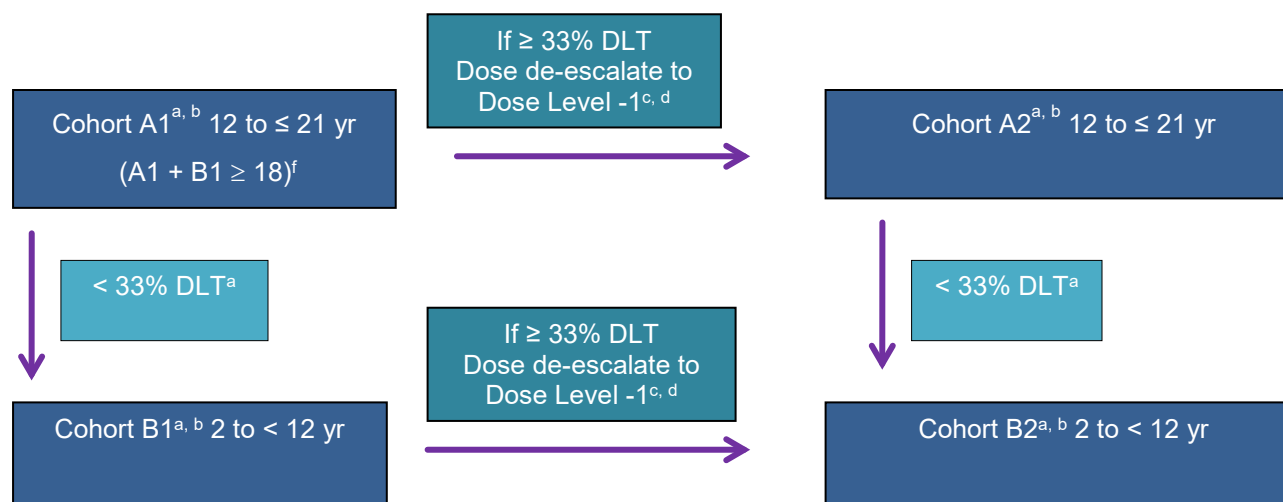 If ≥ 33% DLT
Dose de-escalate to
Dose Level -1c, d
Cohort A1a, b 12 to ≤ 21 yr
(A1 + B1 ≥ 18)f
Cohort A2a, b 12 to ≤ 21 yr
< 33% DLTa
< 33% DLTa
If ≥ 33% DLT
Dose de-escalate to
Dose Level -1c, d
Cohort B1a, b 2 to < 12 yr
Cohort B2a, b 2 to < 12 yr